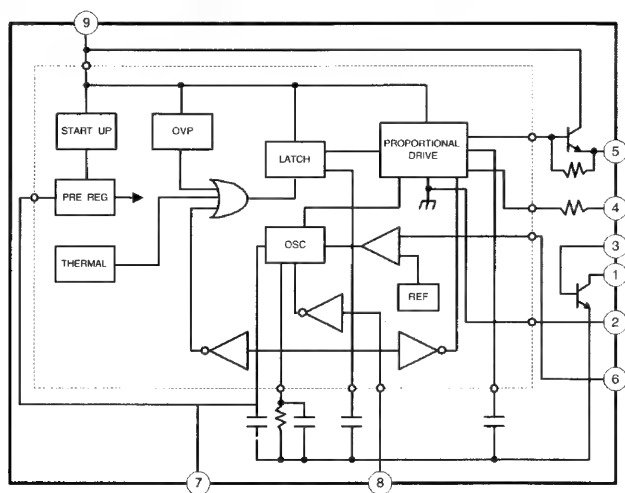 9
START UP
OVP
LATCH
PROPORTIONAL
DRIVE
5
PRE REG
4
THERMAL
OSC
REF
3
1
2
6
7
8